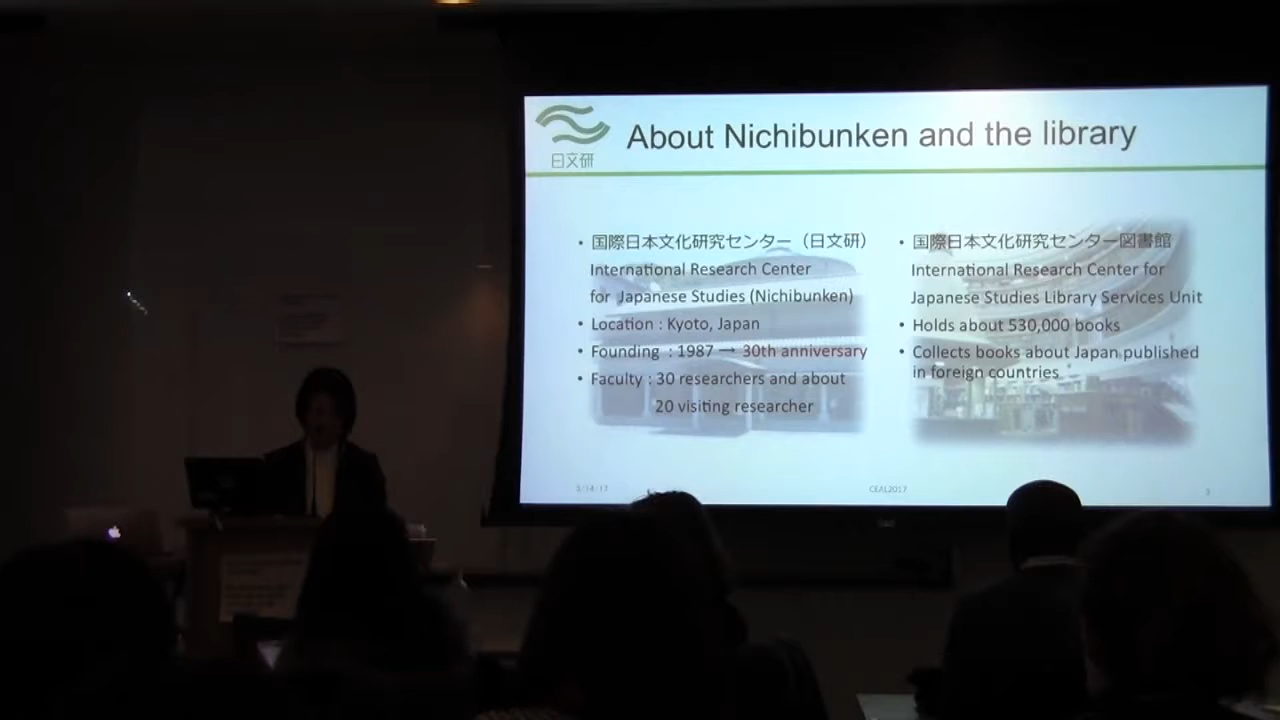 日文研
About Nichibunken and the library
• 国際日本文化研究センター（日文研）
International Research Center
for Japanese Studies (Nichibunken)
• Location : Kyoto, Japan
• Founding : 1987 → 30th anniversary
• Faculty : 30 researchers and about
20 visiting researcher
• 国際日本文化研究センター図書館
International Research Center for
Japanese Studies Library Services Unit
• Holds about 530,000 books
• Collects books about Japan published
in foreign countries
CEAL2017